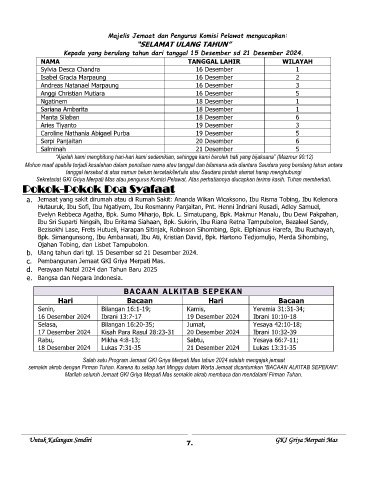 Majelis Jemaat dan Pengurus Komisi Pelawat mengucapkan:
"SELAMAT ULANG TAHUN"
Kepada yang berulang tahun dari tanggal 15 Desember sd 21 Desember 2024.
NAMA TANGGAL LAHIR WILAYAH
Sylvia Desca Chandra 16 Desember 1
Isabel Gracia Marpaung 16 Desember 2
Andreas Natanael Marpaung 16 Desember 3
Anggi Christian Mutiara 16 Desember 5
Ngatinem 18 Desember 1
Sariana Ambarita 18 Desember 1
Manta Silaban 18 Desember 6
Aries Tiyanto 19 Desember 3
Caroline Nathania Abigael Purba 19 Desember 5
Serpi Panjaitan 20 Desember 6
Salminah 21 Desember 5
"Ajarlah kami menghitung hari-hari kami sedemikian, sehingga kami beroleh hati yang bijaksana" (Mazmur 90:12)
Mohon maaf apabila terjadi kesalahan dalam penulisan nama atau tanggal dan bilamana ada diantara Saudara yang berulang tahun antara
tanggal tersebut di atas namun belum tercetak/tertulis atau Saudara pindah alamat harap menghubungi
Sekretariat GKI Griya Merpati Mas atau pengurus Komisi Pelawat. Atas perhatiannya diucapkan terima kasih. Tuhan memberkati.
Pokok-Pokok Doa Syafaat
a. Jemaat yang sakit dirumah atau di Rumah Sakit: Ananda Wikan Wicaksono, Ibu Risma Tobing, Ibu Kelenora
Hutauruk, Ibu Sofi, Ibu Ngatiyem, Ibu Rosmanny Panjaitan, Pnt. Henni Indriani Rusadi, Adley Samuel,
Evelyn Rebbeca Agatha, Bpk. Sumo Miharjo, Bpk. L. Simatupang, Bpk. Makmur Manalu, Ibu Dewi Pakpahan,
Ibu Sri Suparti Ningsih, Ibu Eritama Siahaan, Bpk. Sukirin, Ibu Riana Retna Tampubolon, Bezaleel Sandy,
Bezisokhi Lase, Frets Hutueli, Harapan Sitinjak, Robinson Sihombing, Bpk. Elphianus Harefa, Ibu Ruchayah,
Bpk. Simangunsong, Ibu Ambarwati, Ibu Ati, Kristian David, Bpk. Hartono Tedjomuljo, Merda Sihombing,
Ojahan Tobing, dan Lisbet Tampubolon.
b. Ulang tahun dari tgl. 15 Desember sd 21 Desember 2024.
c. Pembangunan Jemaat GKI Griya Merpati Mas.
d. Perayaan Natal 2024 dan Tahun Baru 2025
e. Bangsa dan Negara Indonesia.
BACAAN ALKITAB SEPEKAN
Hari Bacaan Hari Bacaan
Senin, Bilangan 16:1-19; Kamis, Yeremia 31:31-34;
16 Desember 2024 Ibrani 13:7-17 19 Desember 2024 Ibrani 10:10-18
Selasa, Bilangan 16:20-35; Jumat, Yesaya 42:10-18;
17 Desember 2024 Kisah Para Rasul 28:23-31 20 Desember 2024 Ibrani 10:32-39
Rabu, Mikha 4:8-13; Sabtu, Yesaya 66:7-11;
18 Desember 2024 Lukas 7:31-35 21 Desember 2024 Lukas 13:31-35
Salah satu Program Jemaat GKI Griya Merpati Mas tahun 2024 adalah mengajak jemaat
semakin akrab dengan Firman Tuhan. Karena itu setiap hari Minggu dalam Warta Jemaat dicantumkan "BACAAN ALKITAB SEPEKAN".
Marilah seluruh Jemaat GKI Griya Merpati Mas semakin akrab membaca dan mendalami Firman Tuhan.
Untuk Kalangan Sendiri GKI Griya Merpati Mas
7.